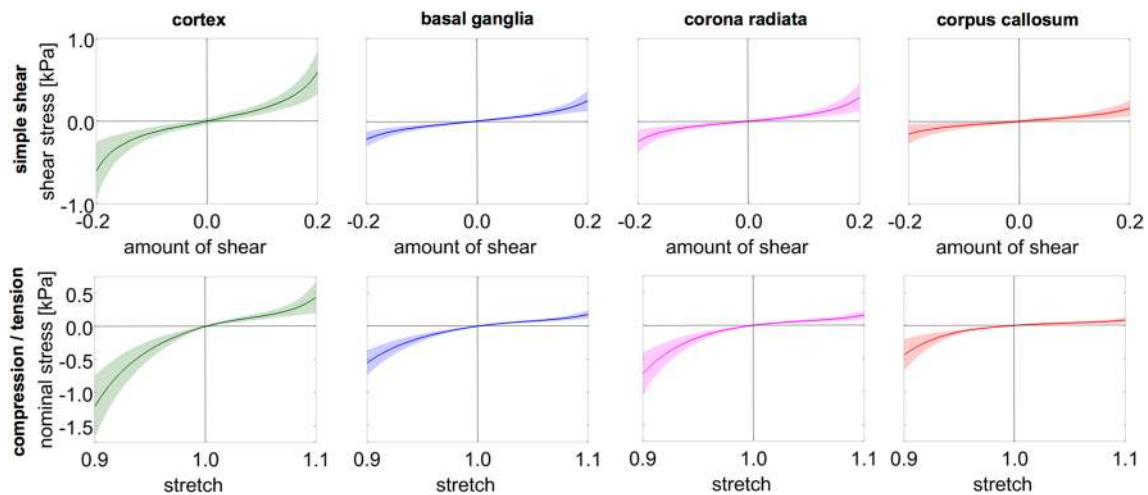 cortex
basal ganglia
corona radiata
corpus callosum
simple shear
shear stress [kPa]
1.0
0.0
-1.0
-0.2 0.0 0.2
-0.2 0.0 0.2
-0.2 0.0 0.2
-0.2 0.0 0.2
amount of shear
amount of shear
amount of shear
amount of shear
compression / tension
nominal stress [kPa]
0.5
0.0
-0.5
-1.0
-1.5
0.9 1.0 1.1
0.9 1.0 1.1
0.9 1.0 1.1
0.9 1.0 1.1
stretch
stretch
stretch
stretch